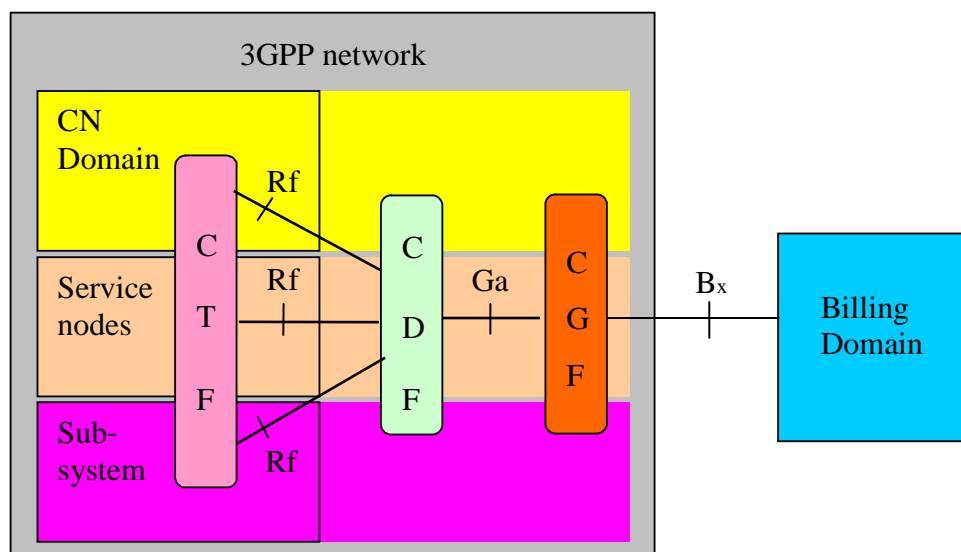 3GPP network
CN
Domain
Rf
C
T
F
Service
nodes
Rf
Sub-
system
Rf
C
D
F
Ga
C
G
F
Bx
Billing
Domain